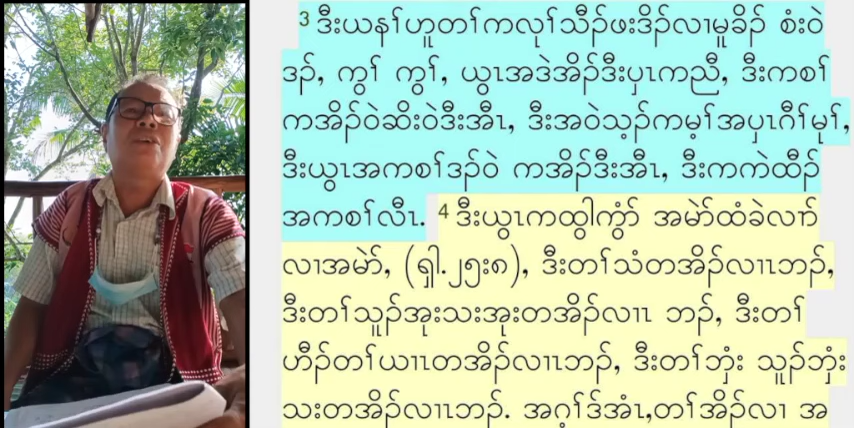 3 ဒီးယနၢ်ဟူတၢ်ကလုၢ်သီၣ်ဖးဒိၣ်လၢမူခိၣ် စံးဝဲ
ဒၣ်, ကွၢ် ကွၢ်, ယွၤအဒဲအိၣ်ဒီးပှၤကညီ, ဒီးကစၢ်
ကအိၣ်ဝဲဆိးဝဲဒီးအီၤ, ဒီးအဝဲသ့ၣ်ကမ့ၢ်အပှၤဂီၢ်မုၢ်,
ဒီးယွၤအကစၢ်ဒၣ်ဝဲ ကအိၣ်ဒီးအီၤ, ဒီးကကဲထီၣ်
အကစၢ်လီၤ. 4 ဒီးယွၤကထွါကွံာ် အမဲာ်ထံခဲလၢာ်
လၢအမဲာ်, (ရှါ.၂၅း၈), ဒီးတၢ်သံတအိၣ်လၢၤဘၣ်,
ဒီးတၢ်သူၣ်အုးသးအုးတအိၣ်လၢၤ ဘၣ်, ဒီးတၢ်
ဟီၣ်တၢ်ယၢၤတအိၣ်လၢၤဘၣ်, ဒီးတၢ်ဘှံး သူၣ်ဘှံး
သးတအိၣ်လၢၤဘၣ်. အဂ့ၢ်ဒ်အံၤ,တၢ်အိၣ်လၢ အ